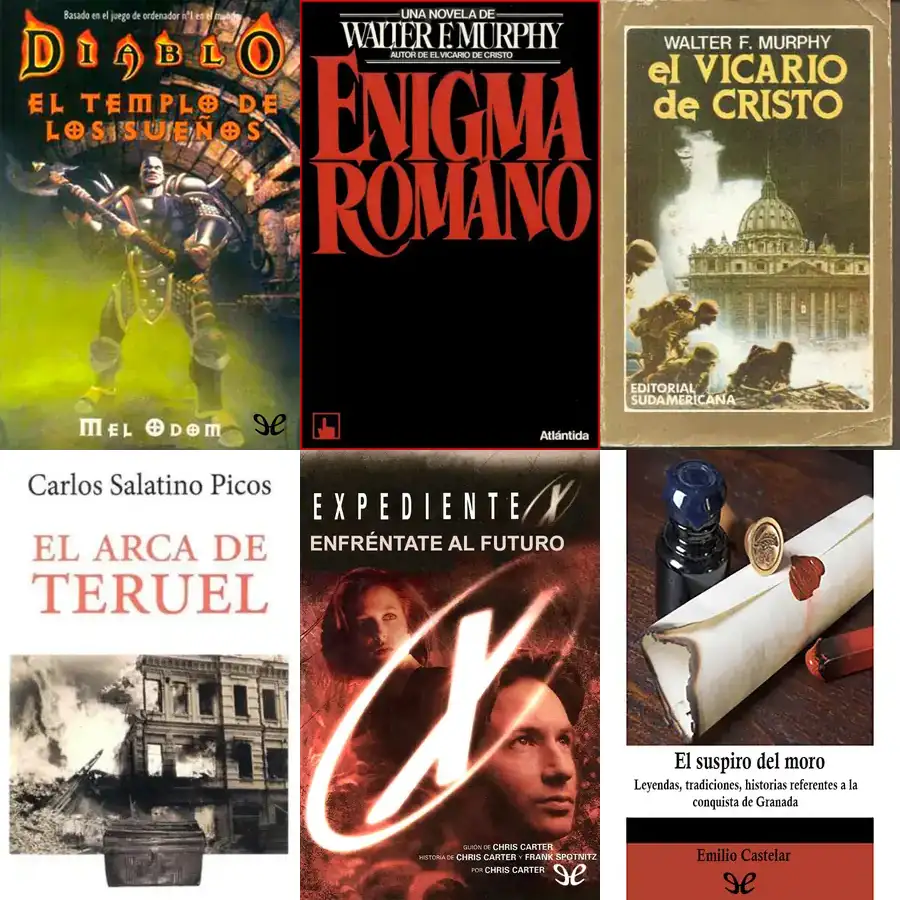 Basado en el juego de ordenador nº1 en el mundo
DIABLO
EL TEMPLO DE
LOS SUEÑOS
MEL ODOM
UNA NOVELA DE
WALTER F. MURPHY
AUTOR DE EL VICARIO DE CRISTO
ENIGMA
ROMANO
Atlántida
WALTER F. MURPHY
el VICARIO
de CRISTO
EDITORIAL
SUDAMERICANA
Carlos Salatino Picos
EL ARCA DE
TERUEL
EXPEDIENTE X
ENFRÉNTATE AL FUTURO
X
GUIÓN DE CHRIS CARTER
HISTORIA DE CHRIS CARTER Y FRANK SPOTNITZ
POR CHRIS CARTER
El suspiro del moro
Leyendas, tradiciones, historias referentes a la
conquista de Granada
Emilio Castelar